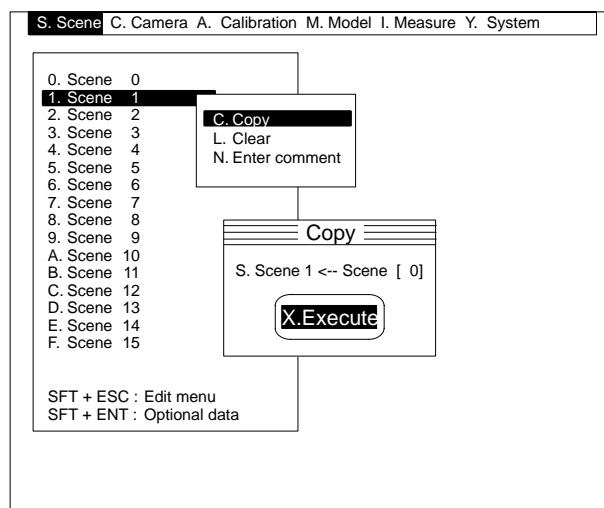 S. Scene C. Camera A. Calibration M. Model I. Measure Y. System
0. Scene 0
1. Scene 1
2. Scene 2
3. Scene 3
4. Scene 4
5. Scene 5
6. Scene 6
7. Scene 7
8. Scene 8
9. Scene 9
A. Scene 10
B. Scene 11
C. Scene 12
D. Scene 13
E. Scene 14
F. Scene 15
SFT + ESC : Edit menu
SFT + ENT : Optional data
C. Copy
L. Clear
N. Enter comment
Copy
S. Scene 1 <-- Scene [ 0]
X.Execute